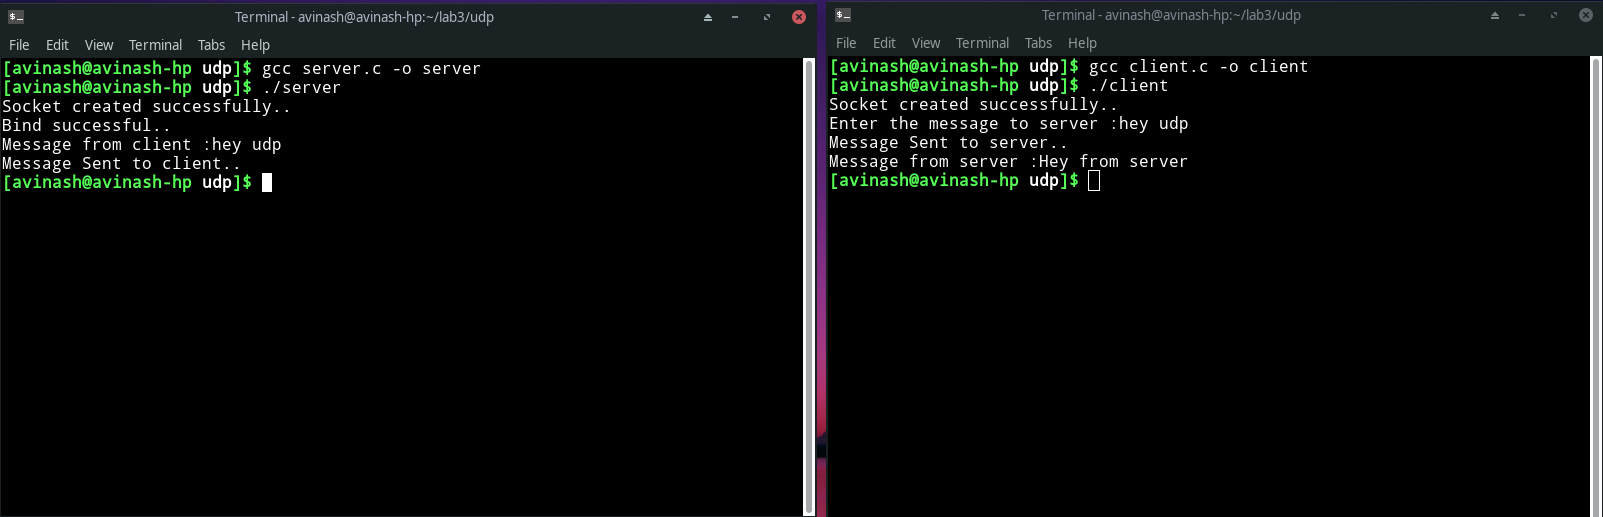 Terminal - avinash@avinash-hp:~/lab3/udp
File Edit View Terminal Tabs Help
[avinash@avinash-hp udp]$ gcc server.c -o server
[avinash@avinash-hp udp]$ ./server
Socket created successfully..
Bind successful..
Message from client :hey udp
Message Sent to client..
[avinash@avinash-hp udp]$
Terminal - avinash@avinash-hp:~/lab3/udp
File Edit View Terminal Tabs Help
[avinash@avinash-hp udp]$ gcc client.c -o client
[avinash@avinash-hp udp]$ ./client
Socket created successfully..
Enter the message to server :hey udp
Message Sent to server..
Message from server :Hey from server
[avinash@avinash-hp udp]$